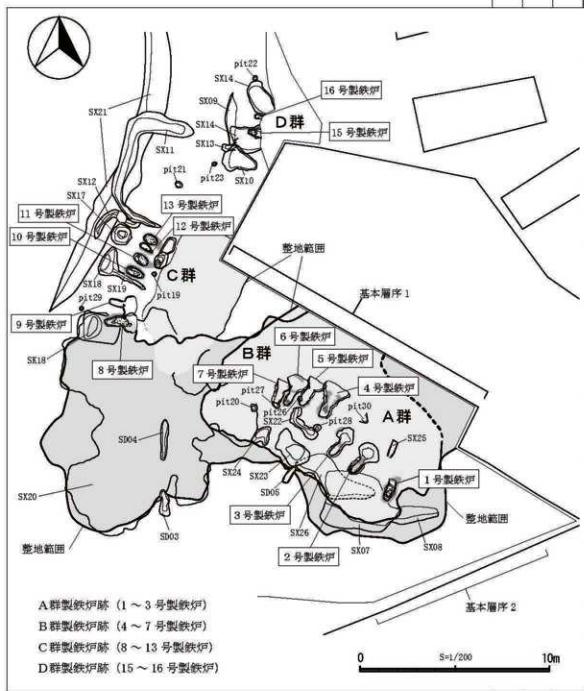 pit22
SX14
SX09
16号製鉄炉
D群
15号製鉄炉
SX14
SX13
SX10
pit23
SX21
SX11
pit21
SX12
SX17
13号製鉄炉
11号製鉄炉
12号製鉄炉
10号製鉄炉
整地範囲
C群
SX18
SX19
pit19
pit29
基本層序1
9号製鉄炉
SK18
8号製鉄炉
B群
6号製鉄炉
5号製鉄炉
7号製鉄炉
4号製鉄炉
pit27
pit26
pit20
SX22
pit30
A群
pit28
SX25
SD04
SX24
SX23
1号製鉄炉
SX20
SD05
3号製鉄炉
整地範囲
SX26
SX08
整地範囲
SD03
2号製鉄炉
SX07
基本層序2
A群製鉄炉跡（1～3号製鉄炉）
B群製鉄炉跡（4～7号製鉄炉）
C群製鉄炉跡（8～13号製鉄炉）
D群製鉄炉跡（15～16号製鉄炉）
0 S=1/200 10m